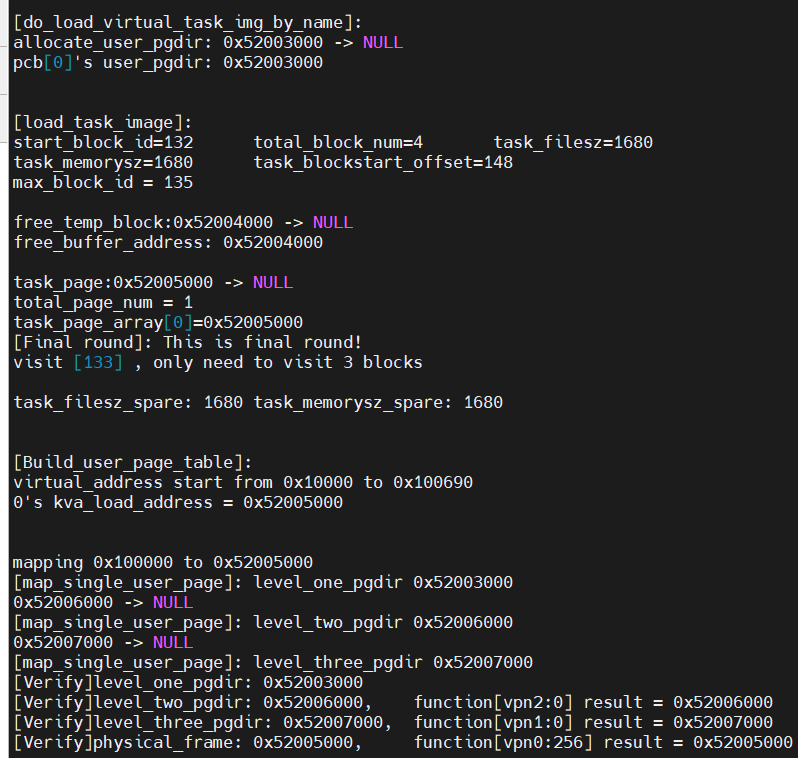 [do_load_virtual_task_img_by_name]:
allocate_user_pgdir: 0x52003000 -> NULL
pcb[0]'s user_pgdir: 0x52003000
[load_task_image]:
start_block_id=132 total_block_num=4 task_filesz=1680
task_memorysz=1680 task_blockstart_offset=148
max_block_id = 135
free_temp_block:0x52004000 -> NULL
free_buffer_address: 0x52004000
task_page:0x52005000 -> NULL
total_page_num = 1
task_page_array[0]=0x52005000
[Final round]: This is final round!
visit [133] , only need to visit 3 blocks
task_filesz_spare: 1680 task_memorysz_spare: 1680
[Build_user_page_table]:
virtual_address start from 0x10000 to 0x100690
0's kva_load_address = 0x52005000
mapping 0x100000 to 0x52005000
[map_single_user_page]: level_one_pgdir 0x52003000
0x52006000 -> NULL
[map_single_user_page]: level_two_pgdir 0x52006000
0x52007000 -> NULL
[map_single_user_page]: level_three_pgdir 0x52007000
[Verify]level_one_pgdir: 0x52003000
[Verify]level_two_pgdir: 0x52006000, function[vpn2:0] result = 0x52006000
[Verify]level_three_pgdir: 0x52007000, function[vpn1:0] result = 0x52007000
[Verify]physical_frame: 0x52005000, function[vpn0:256] result = 0x52005000